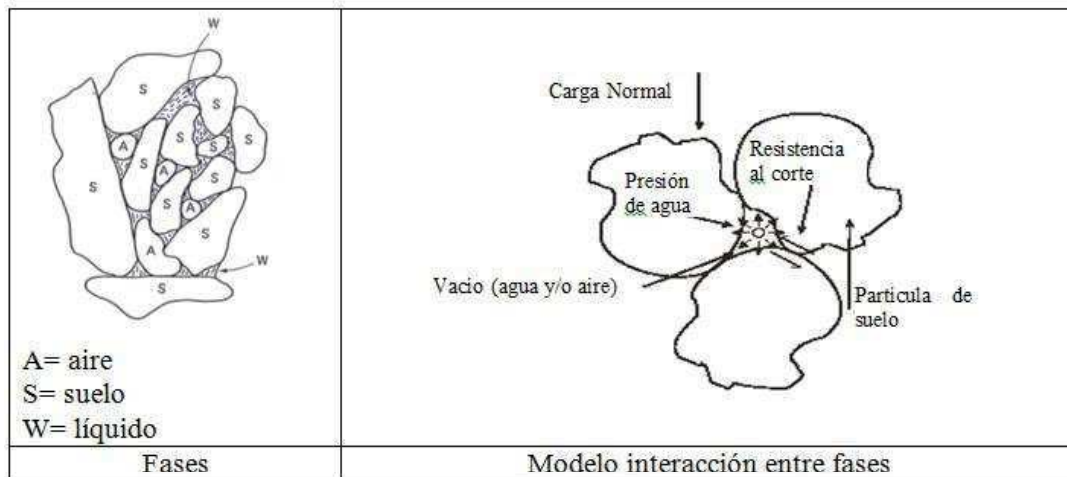 W
S
S
S
A
S
S
S
A
S
S
S
A
S
A
W
S
A= aire
S= suelo
W= líquido
Fases
Carga Normal
Resistencia
al corte
Presión
de agua
Vacio (agua y/o aire)
Particula de
suelo
Modelo interacción entre fases